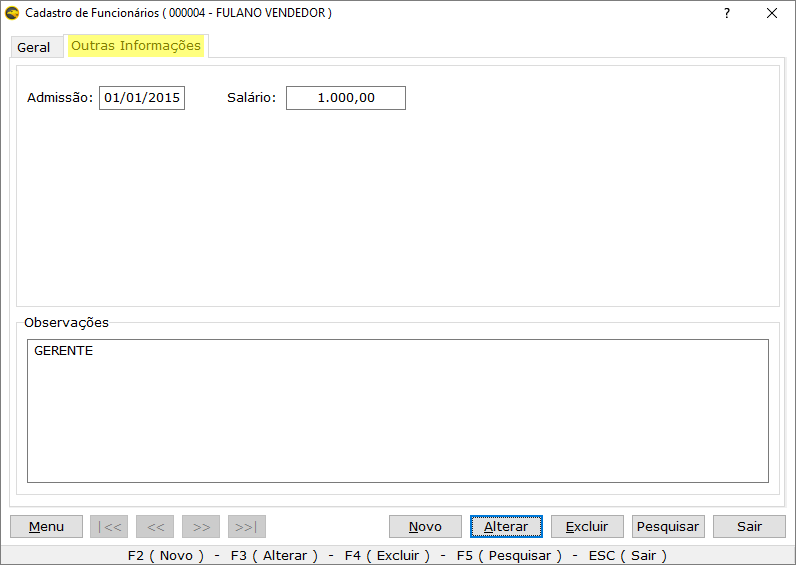 Cadastro de Funcionários ( 000004 - FULANO VENDEDOR )
?
Geral Outras Informações
Admissão: 01/01/2015 Salário: 1.000,00
Observações
GERENTE
Menu |<< << >> >>| Novo Alterar Excluir Pesquisar Sair
F2 ( Novo ) - F3 ( Alterar ) - F4 ( Excluir ) - F5 ( Pesquisar ) - ESC ( Sair )